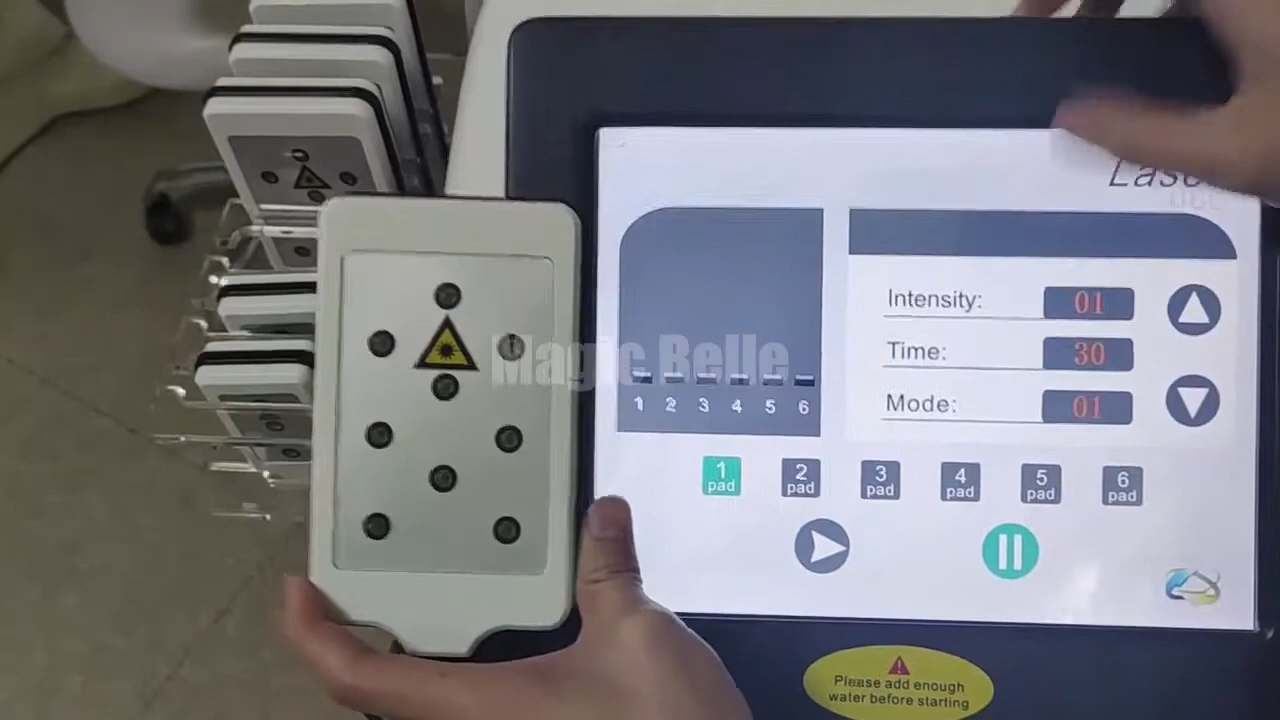 Intensity: 01
Time: 30
Mode: 01
Magic Belle
1 2 3 4 5 6
1 pad
2 pad
3 pad
4 pad
5 pad
6 pad
Please add enough
water before starting